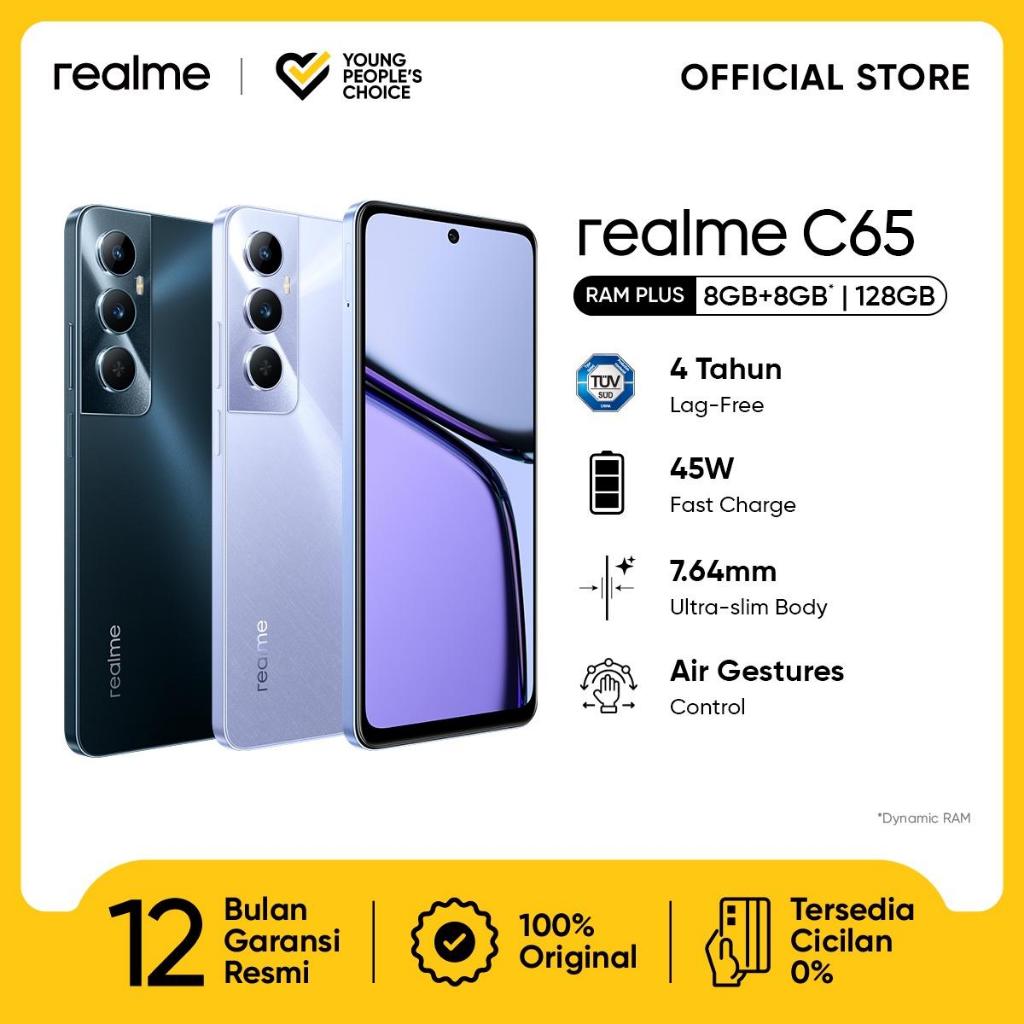 realme
YOUNG
PEOPLE'S
CHOICE
OFFICIAL STORE
realme C65
RAM PLUS 8GB+8GB* | 128GB
TÜV
SÜD
4 Tahun
Lag-Free
45W
Fast Charge
7.64mm
Ultra-slim Body
Air Gestures
Control
realme
realme
*Dynamic RAM
12 Bulan
Garansi
Resmi
100%
Original
Tersedia
Cicilan
0%